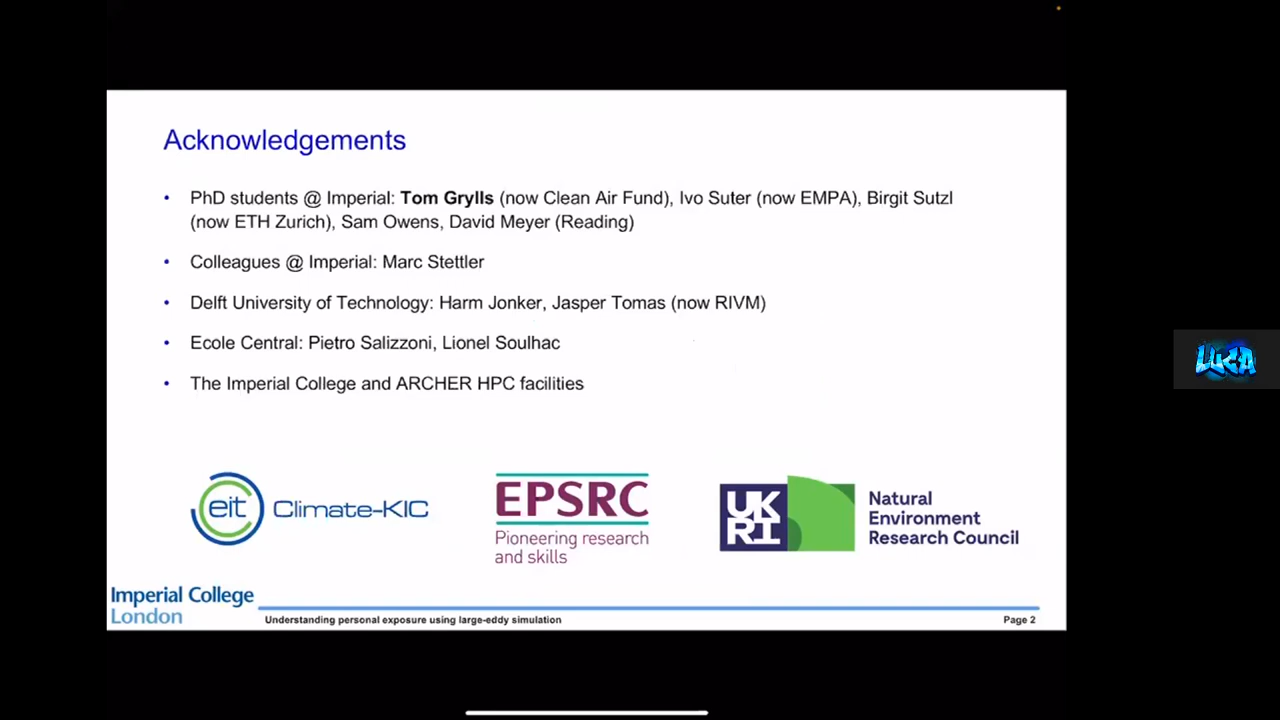 Acknowledgements
• PhD students @ Imperial: Tom Grylls (now Clean Air Fund), Ivo Suter (now EMPA), Birgit Sutzl
(now ETH Zurich), Sam Owens, David Meyer (Reading)
• Colleagues @ Imperial: Marc Stettler
• Delft University of Technology: Harm Jonker, Jasper Tomas (now RIVM)
• Ecole Central: Pietro Salizzoni, Lionel Soulhac
• The Imperial College and ARCHER HPC facilities
eit Climate-KIC
EPSRC
Pioneering research
and skills
UK
RI
Natural
Environment
Research Council
Imperial College
London
Understanding personal exposure using large-eddy simulation
Page 2
LUCA